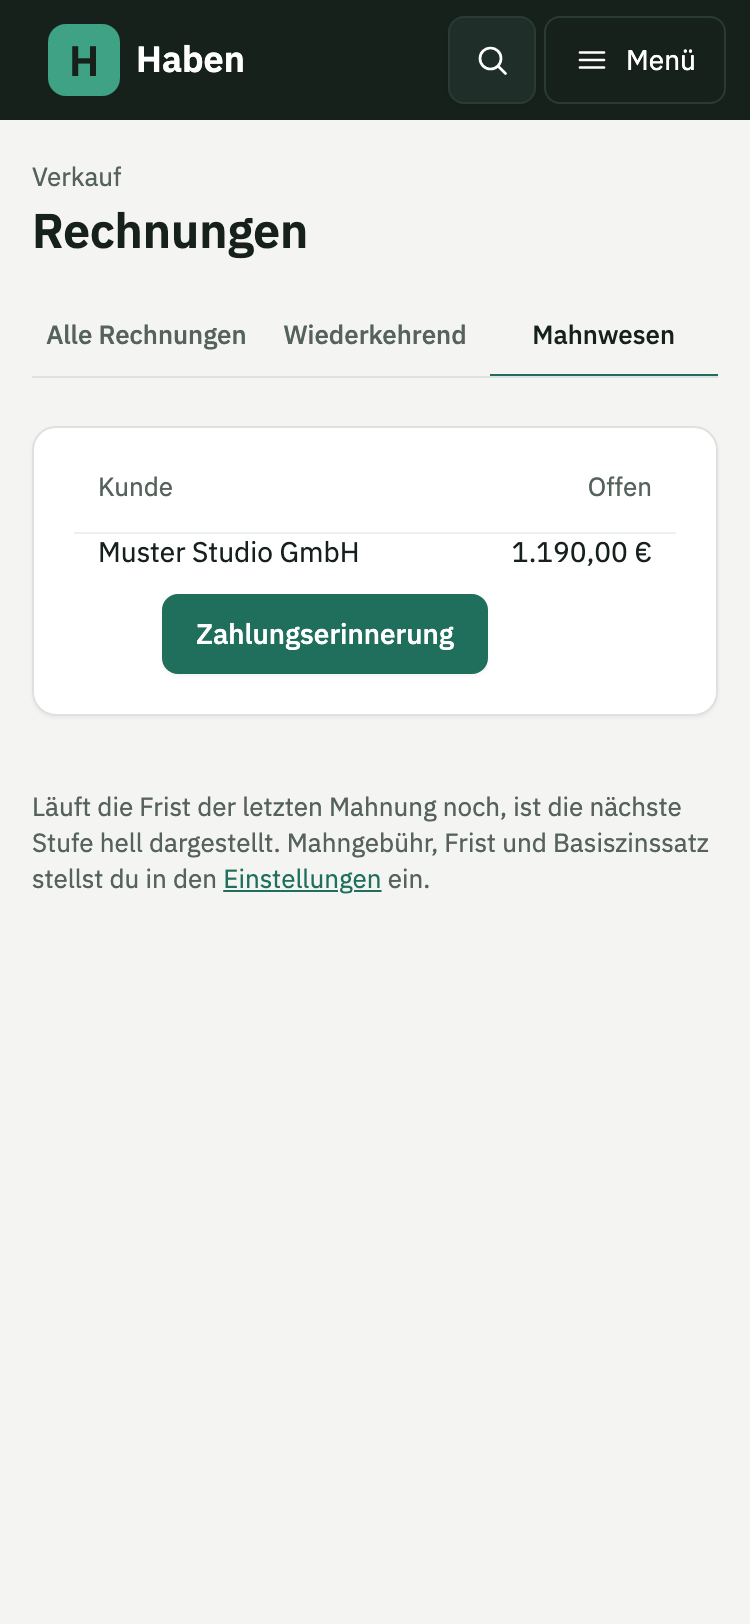 H Haben
Menü
Verkauf
Rechnungen
Alle Rechnungen Wiederkehrend Mahnwesen
Kunde Offen
Muster Studio GmbH 1.190,00 €
Zahlungserinnerung
Läuft die Frist der letzten Mahnung noch, ist die nächste
Stufe hell dargestellt. Mahngebühr, Frist und Basiszinssatz
stellst du in den Einstellungen ein.